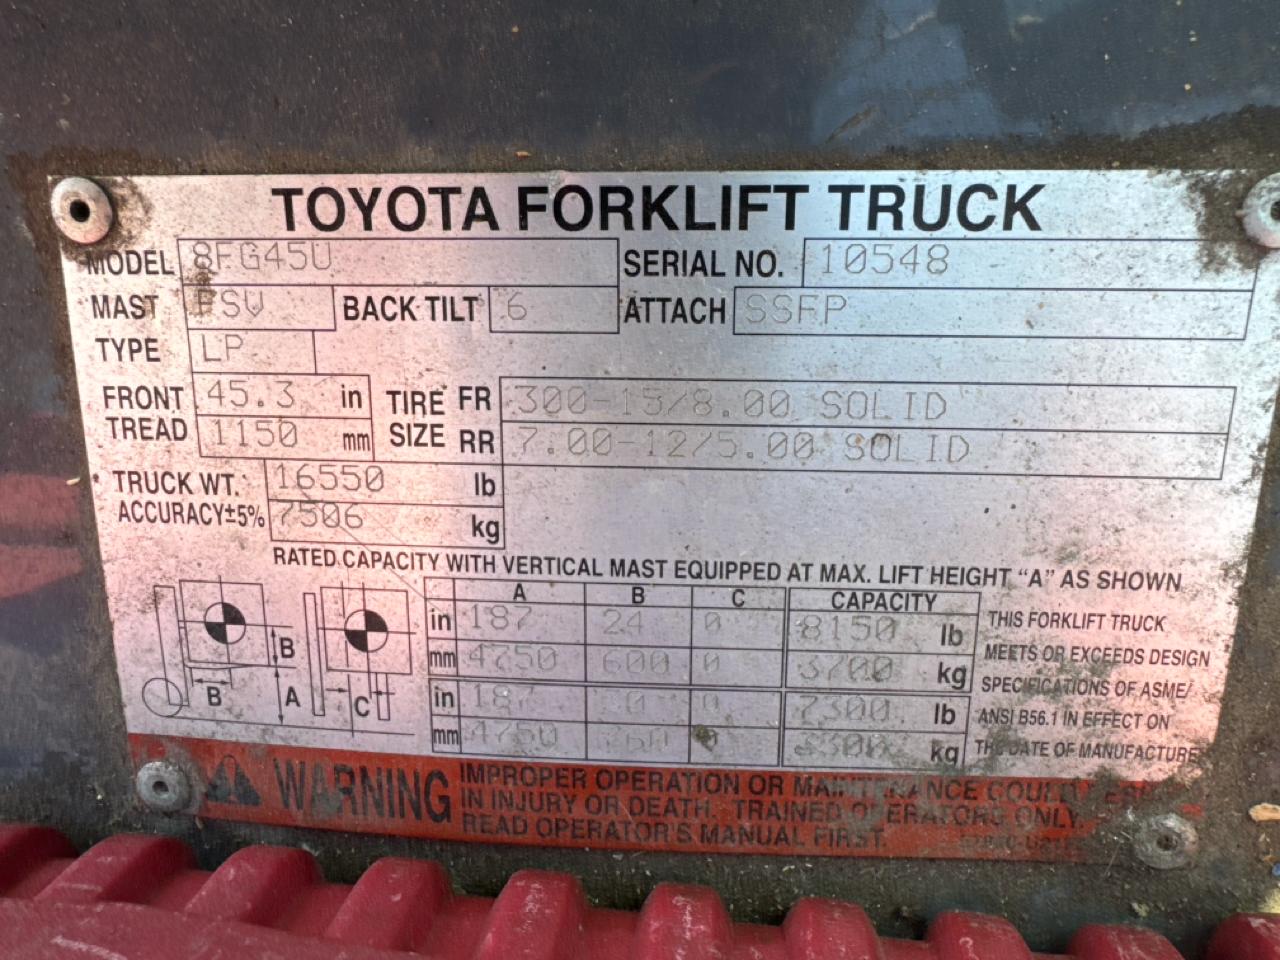 TOYOTA FORKLIFT TRUCK
MODEL 8FG45U SERIAL NO. 10548
MAST FSV BACK TILT 6 ATTACH SSFP
TYPE LP
FRONT TREAD 45.3 in TIRE SIZE FR 300-15/8.00 SOLID
1150 mm RR 7.00-12/5.00 SOLID
TRUCK WT. 16550 lb
ACCURACY±5% 7506 kg
RATED CAPACITY WITH VERTICAL MAST EQUIPPED AT MAX. LIFT HEIGHT "A" AS SHOWN
A B C CAPACITY
in 187 24 0 8150 lb
mm 4750 600 0 3700 kg
in 187 0 7300 lb
mm 4750 760 0 3300 kg
B B A C
THIS FORKLIFT TRUCK
MEETS OR EXCEEDS DESIGN
SPECIFICATIONS OF ASME/
ANSI B56.1 IN EFFECT ON
THE DATE OF MANUFACTURE
WARNING
IMPROPER OPERATION OR MAINTENANCE COULD
IN INJURY OR DEATH. TRAINED OPERATORS ONLY.
READ OPERATOR'S MANUAL FIRST.